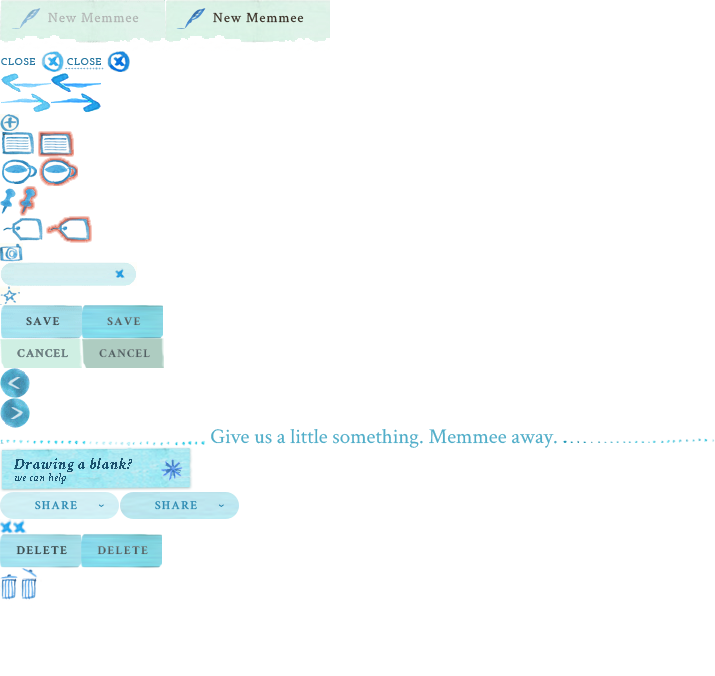 New Memmee New Memmee
CLOSE CLOSE
SAVE SAVE
CANCEL CANCEL
Give us a little something. Memmee away.
Drawing a blank?
we can help
SHARE SHARE
DELETE DELETE